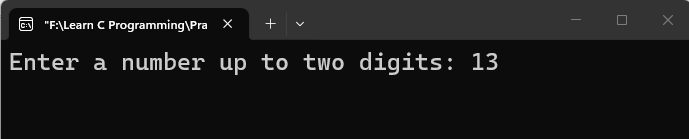 "F:\Learn C Programming\Pra
Enter a number up to two digits: 13